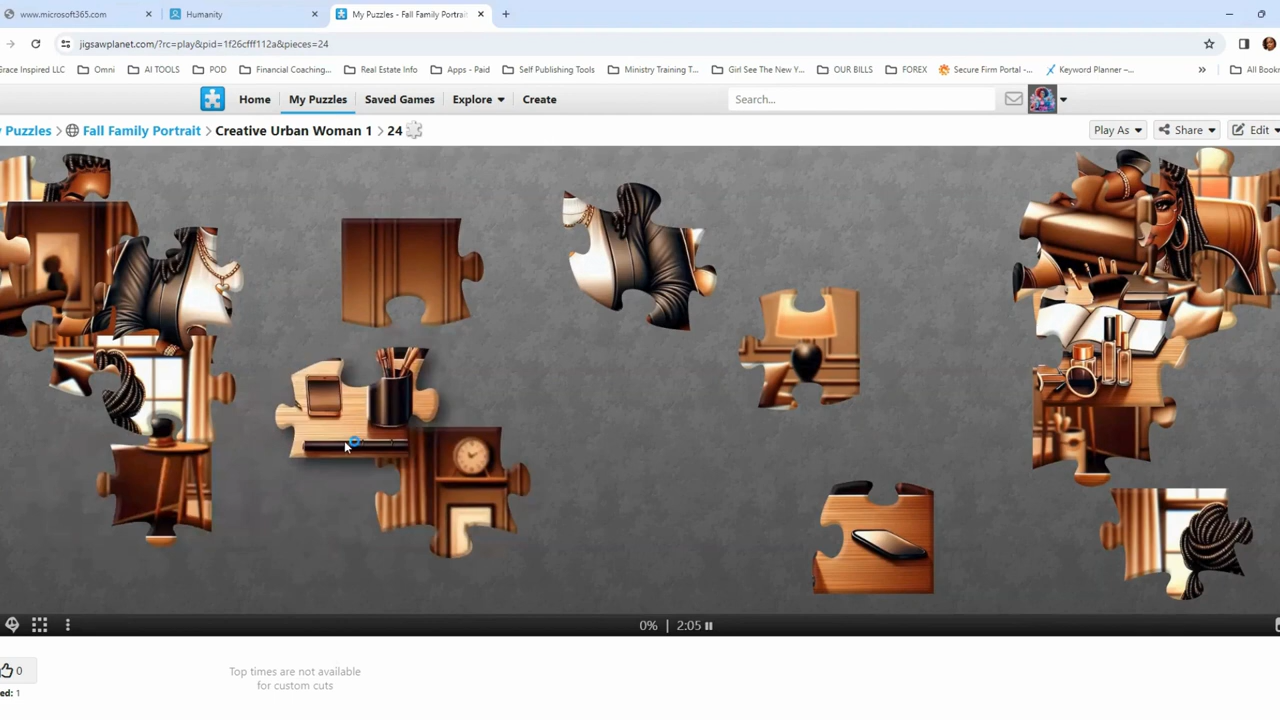 www.microsoft365.com
Humanity
My Puzzles - Fall Family Portrait
jigsawplanet.com/?rc=play&pid=1f26cfff112a&pieces=24
Grace Inspired LLC
Omni
AI TOOLS
POD
Financial Coaching...
Real Estate Info
Apps - Paid
Self Publishing Tools
Ministry Training T...
Girl See The New Y...
OUR BILLS
FOREX
Secure Firm Portal -...
Keyword Planner –...
All Book
Home
My Puzzles
Saved Games
Explore
Create
Search...
y Puzzles > Fall Family Portrait > Creative Urban Woman 1 > 24
Play As
Share
Edit
0% | 2:05
0
Top times are not available
for custom cuts
ed: 1